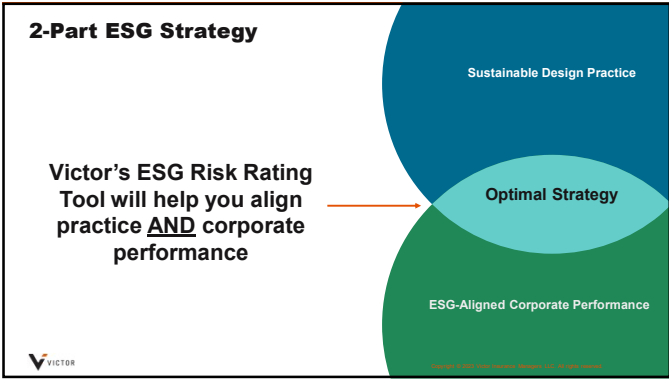 2-Part ESG Strategy
Sustainable Design Practice
Victor's ESG Risk Rating
Tool will help you align
practice AND corporate
performance
Optimal Strategy
ESG-Aligned Corporate Performance
VICTOR